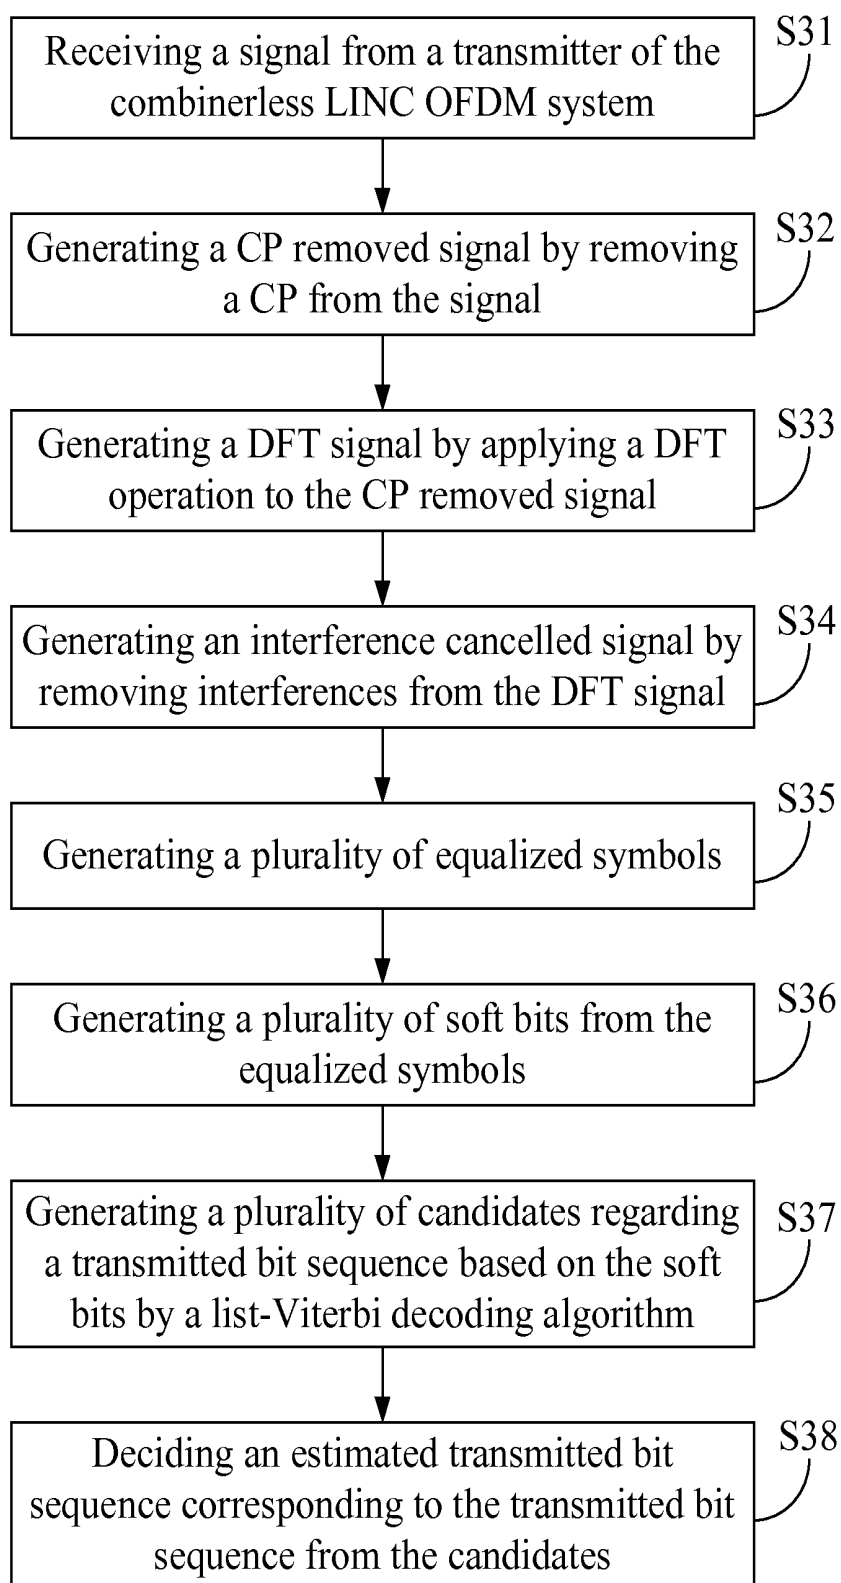 S31
Receiving a signal from a transmitter of the
combinerless LINC OFDM system
S32
Generating a CP removed signal by removing
a CP from the signal
S33
Generating a DFT signal by applying a DFT
operation to the CP removed signal
S34
Generating an interference cancelled signal by
removing interferences from the DFT signal
S35
Generating a plurality of equalized symbols
S36
Generating a plurality of soft bits from the
equalized symbols
S37
Generating a plurality of candidates regarding
a transmitted bit sequence based on the soft
bits by a list-Viterbi decoding algorithm
S38
Deciding an estimated transmitted bit
sequence corresponding to the transmitted bit
sequence from the candidates